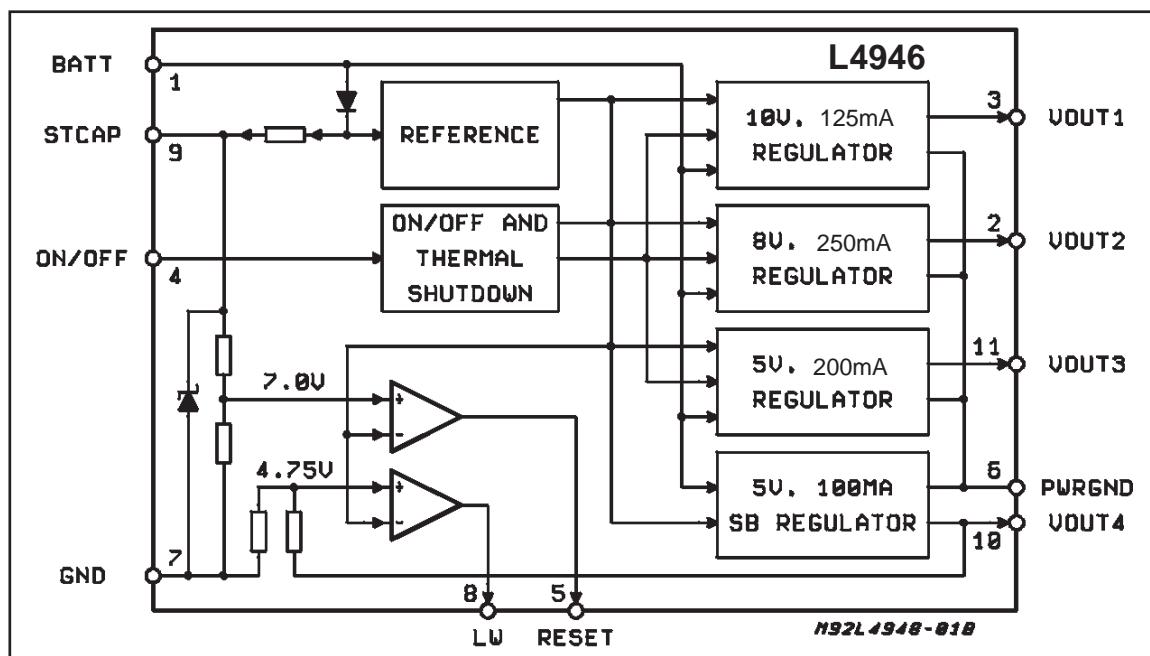 L4946
BATT
1
STCAP
9
REFERENCE
10V. 125mA
REGULATOR
3
VOUT1
ON/OFF
4
ON/OFF AND
THERMAL
SHUTDOWN
8V. 250mA
REGULATOR
2
VOUT2
5V. 200mA
REGULATOR
11
VOUT3
7.0V
+
-
4.75V
+
-
5V. 100MA
SB REGULATOR
6
PWRGND
10
VOUT4
GND
7
8
LW
5
RESET
M92L4946-01B